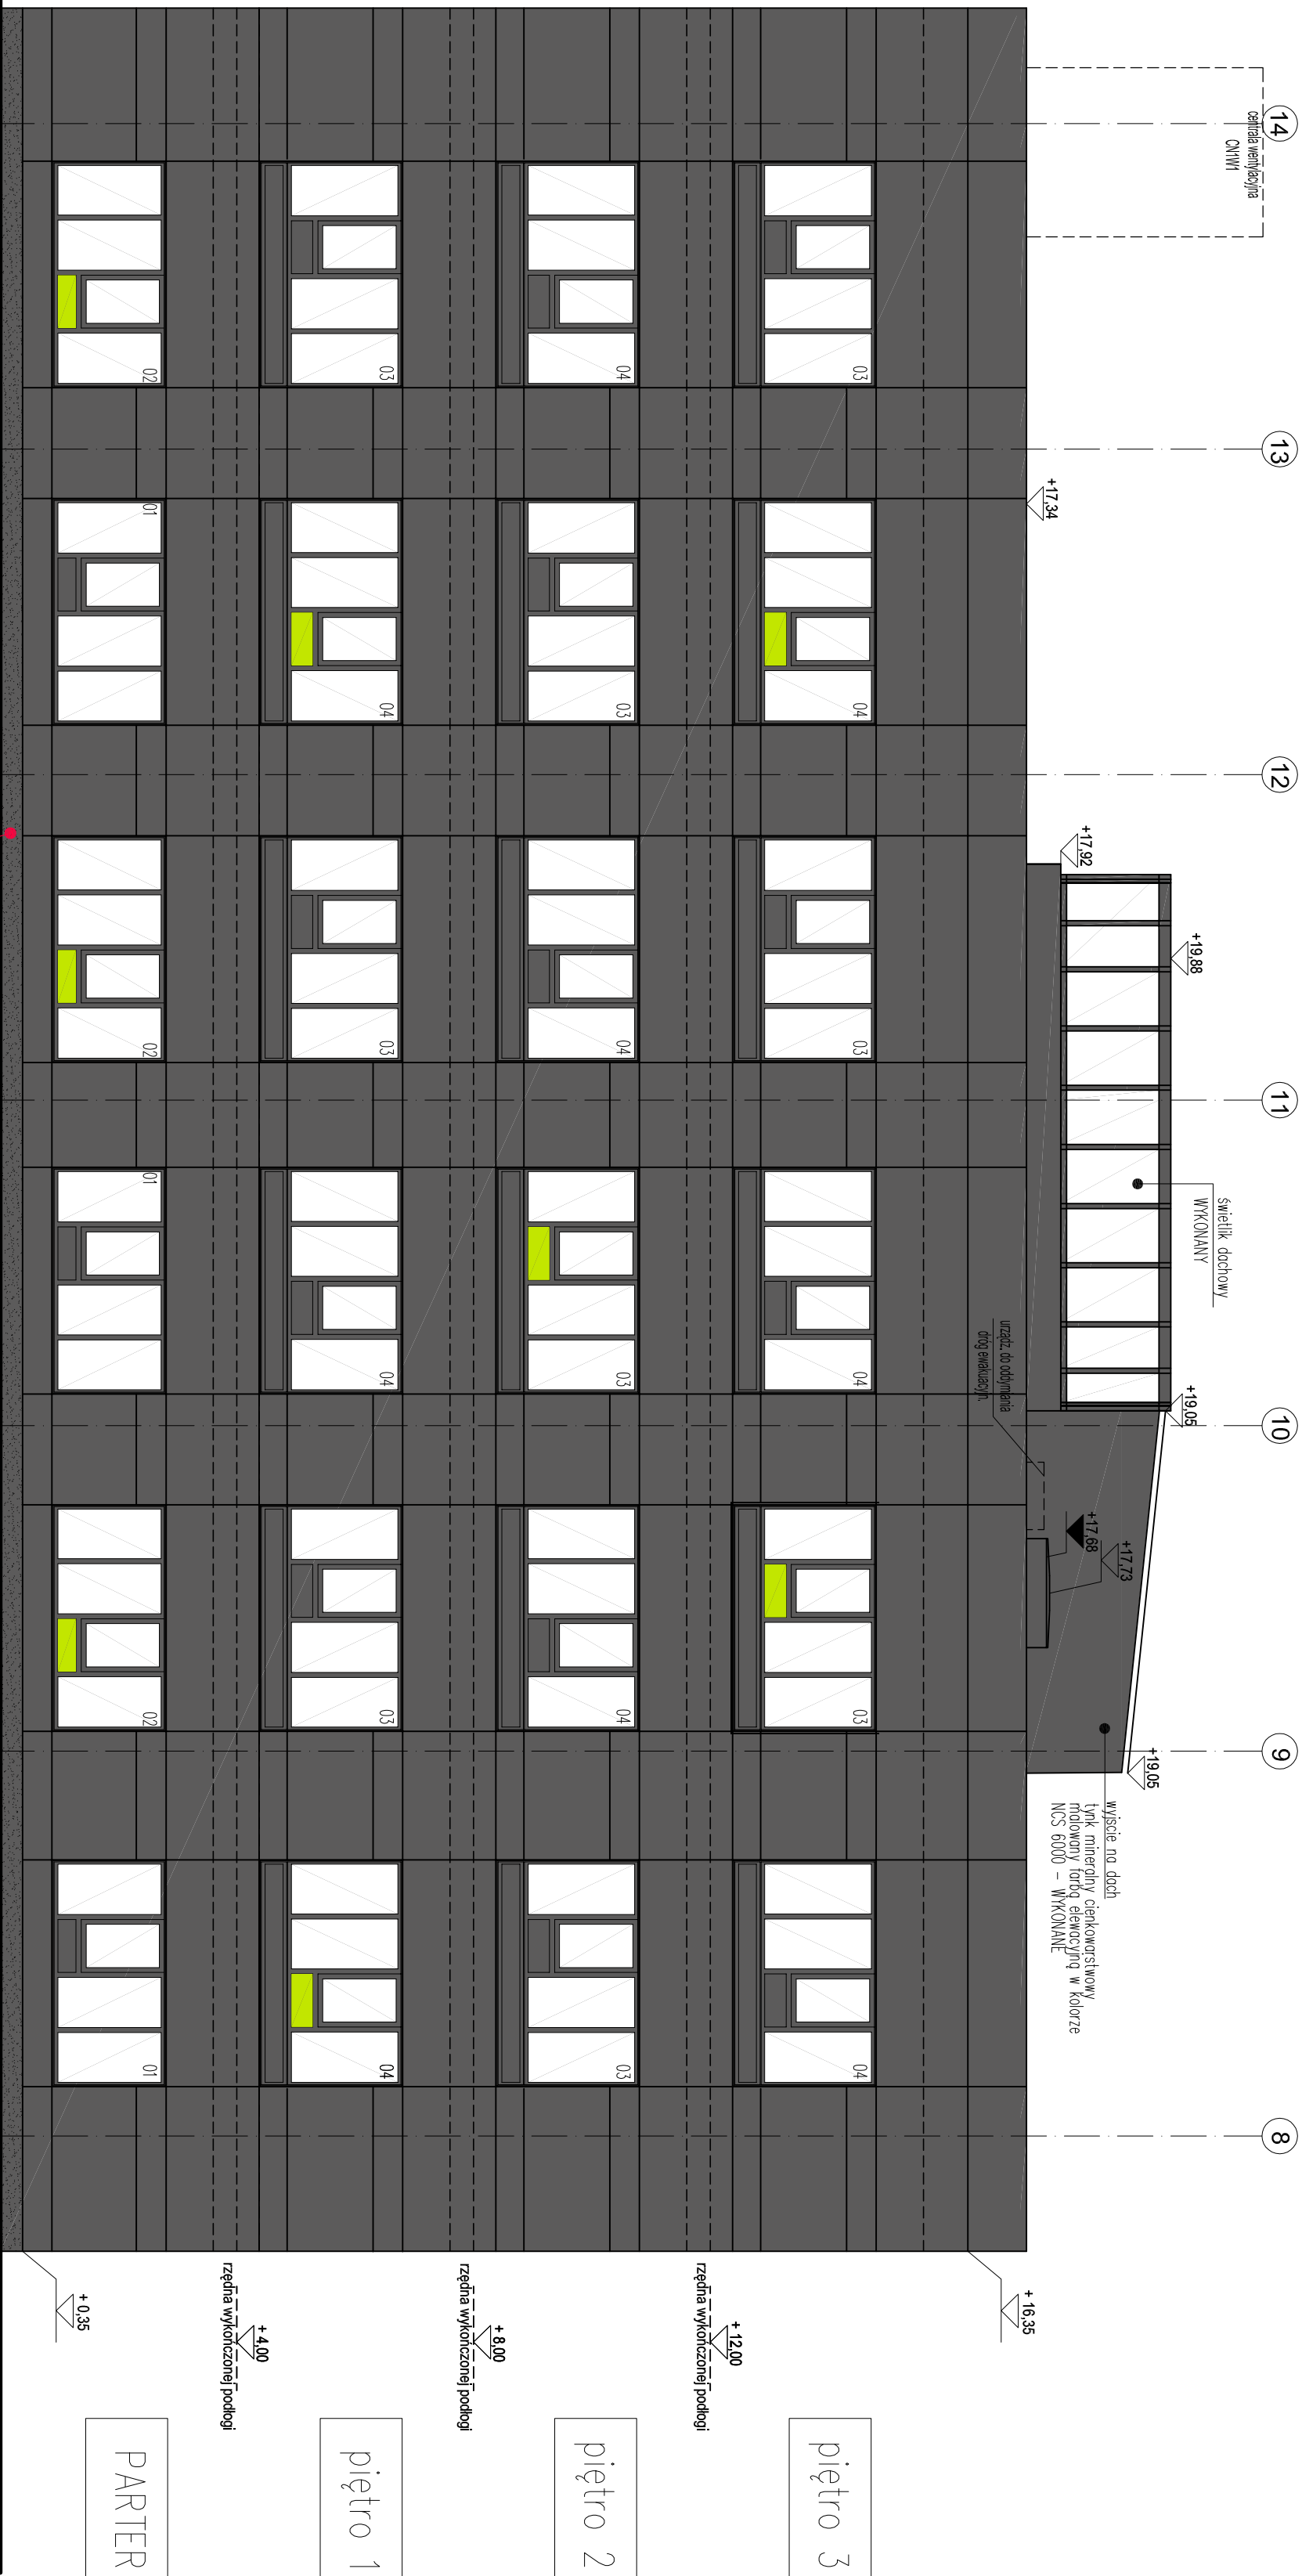 14
13
12
11
10
9
8
centrala wentylacyjna
CN1W1
+17,34
+17,92
+19,88
świetlik dachowy
WYKONANY
+19,05
urządz. do oddymiania
dróg ewakuacyjn.
+17,68
+17,73
+19,05
wyjście na dach
tynk mineralny cienkowarstwowy
malowany farbą elewacyjną w kolorze
NCS 6000 - WYKONANE
+ 16,35
03
04
03
04
03
04
piętro 3
+ 12,00
rzędna wykończonej podłogi
04
03
04
03
04
03
piętro 2
+ 8,00
rzędna wykończonej podłogi
03
04
03
04
03
04
piętro 1
+ 4,00
rzędna wykończonej podłogi
02
01
02
01
02
01
PARTER
+ 0,35